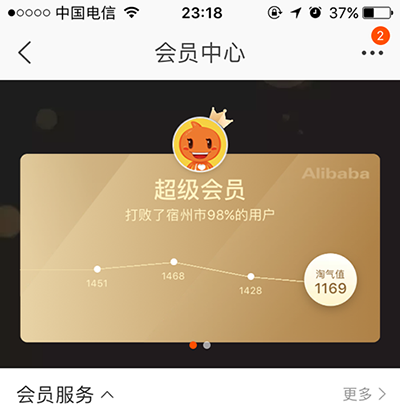 中国电信 23:18 37%
会员中心 2
Alibaba
超级会员
打败了宿州市98%的用户
1451 1468 1428
淘气值
1169
会员服务 更多